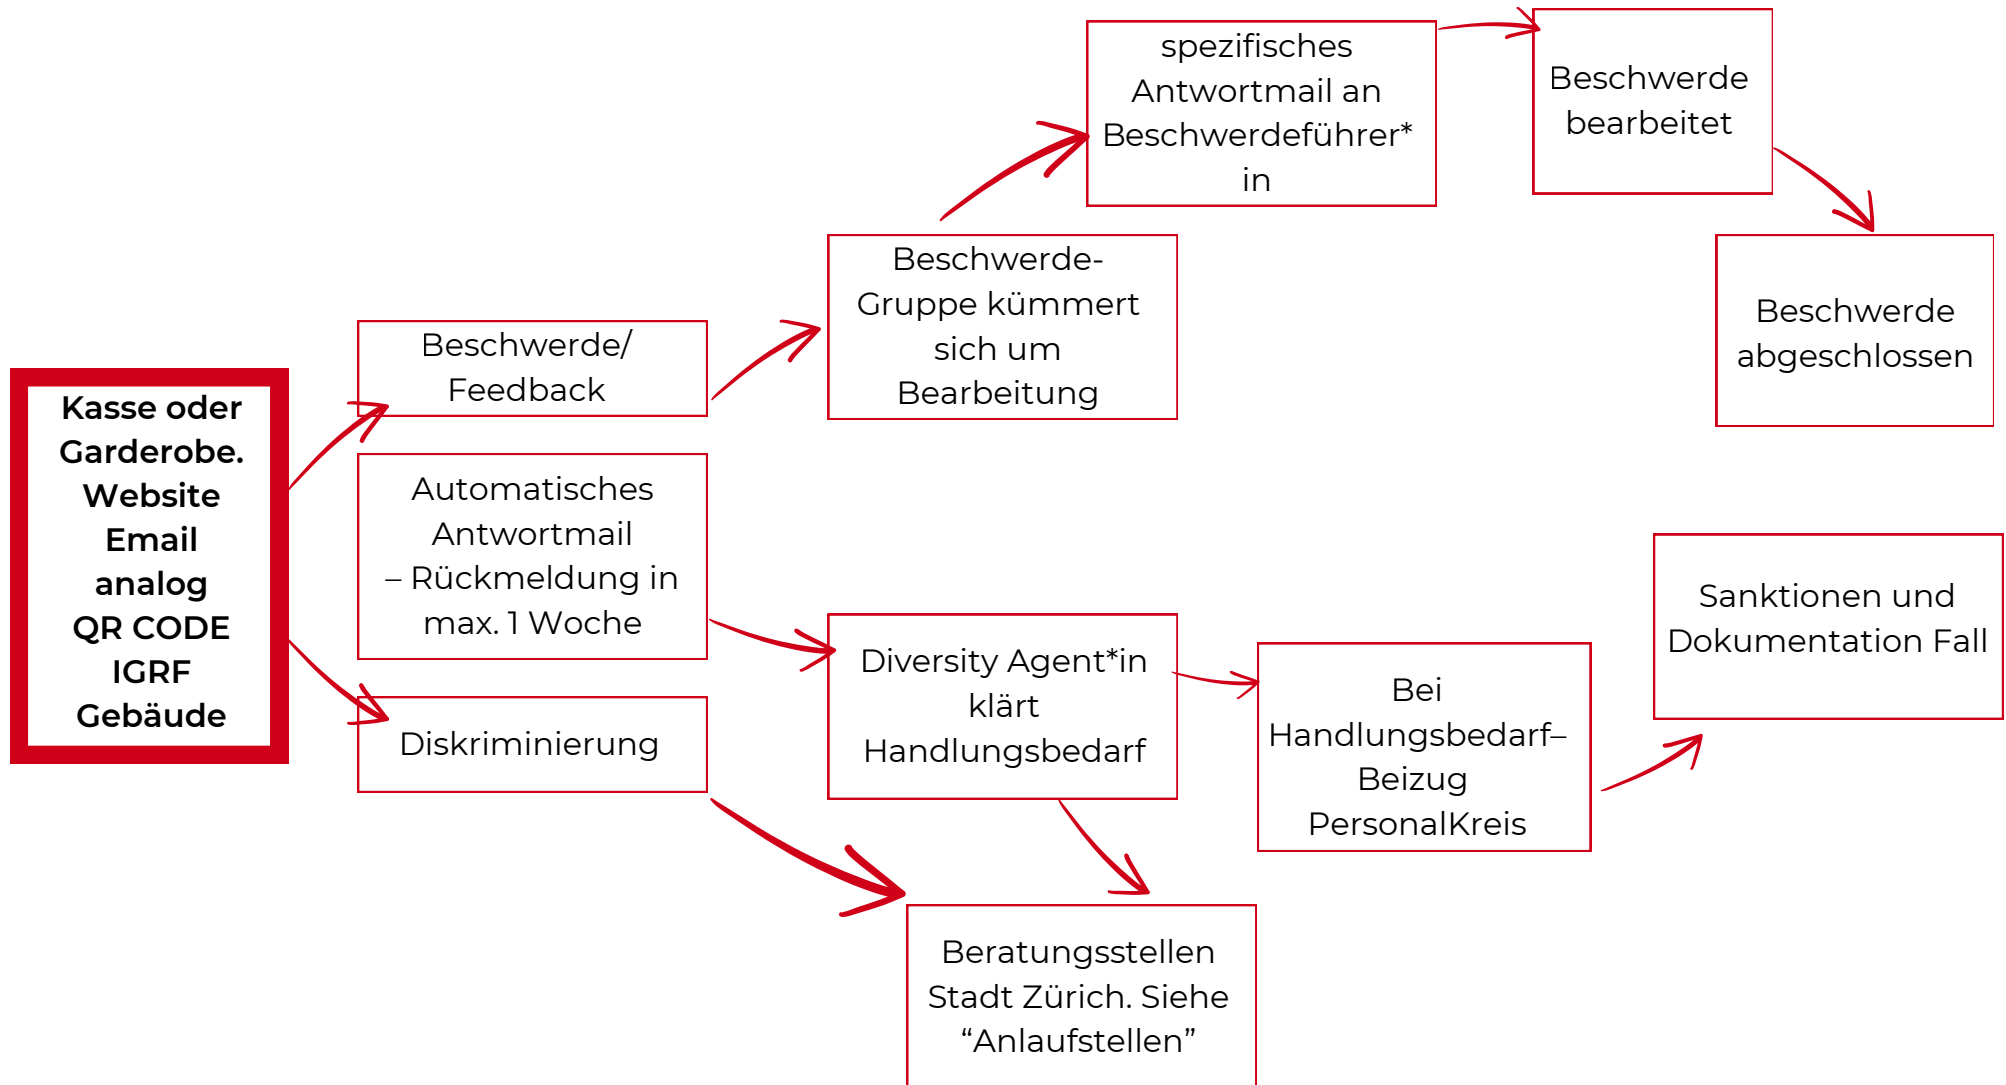 Kasse oder
Garderobe.
Website
Email
analog
QR CODE
IGRF
Gebäude
Beschwerde/
Feedback
Automatisches
Antwortmail
– Rückmeldung in
max. 1 Woche
Diskriminierung
Beschwerde-
Gruppe kümmert
sich um
Bearbeitung
spezifisches
Antwortmail an
Beschwerdeführer*
in
Beschwerde
bearbeitet
Beschwerde
abgeschlossen
Diversity Agent*in
klärt
Handlungsbedarf
Bei
Handlungsbedarf–
Beizug
PersonalKreis
Sanktionen und
Dokumentation Fall
Beratungsstellen
Stadt Zürich. Siehe
“Anlaufstellen”